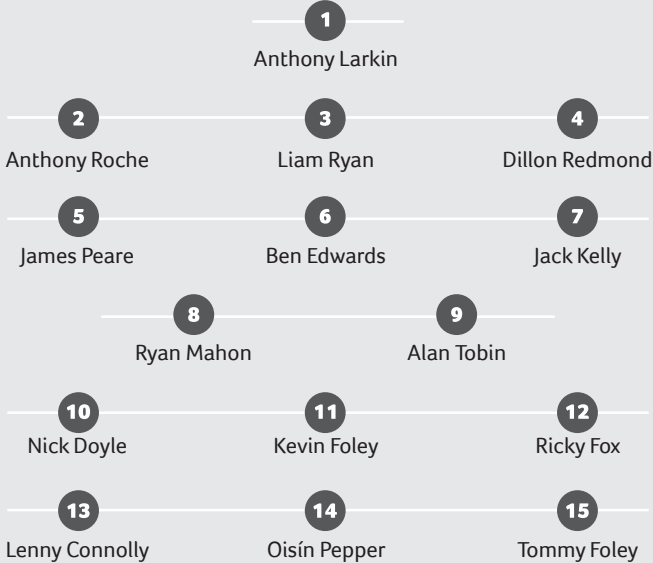 1
Anthony Larkin
2 3 4
Anthony Roche Liam Ryan Dillon Redmond
5 6 7
James Peare Ben Edwards Jack Kelly
8 9
Ryan Mahon Alan Tobin
10 11 12
Nick Doyle Kevin Foley Ricky Fox
13 14 15
Lenny Connolly Oisín Pepper Tommy Foley